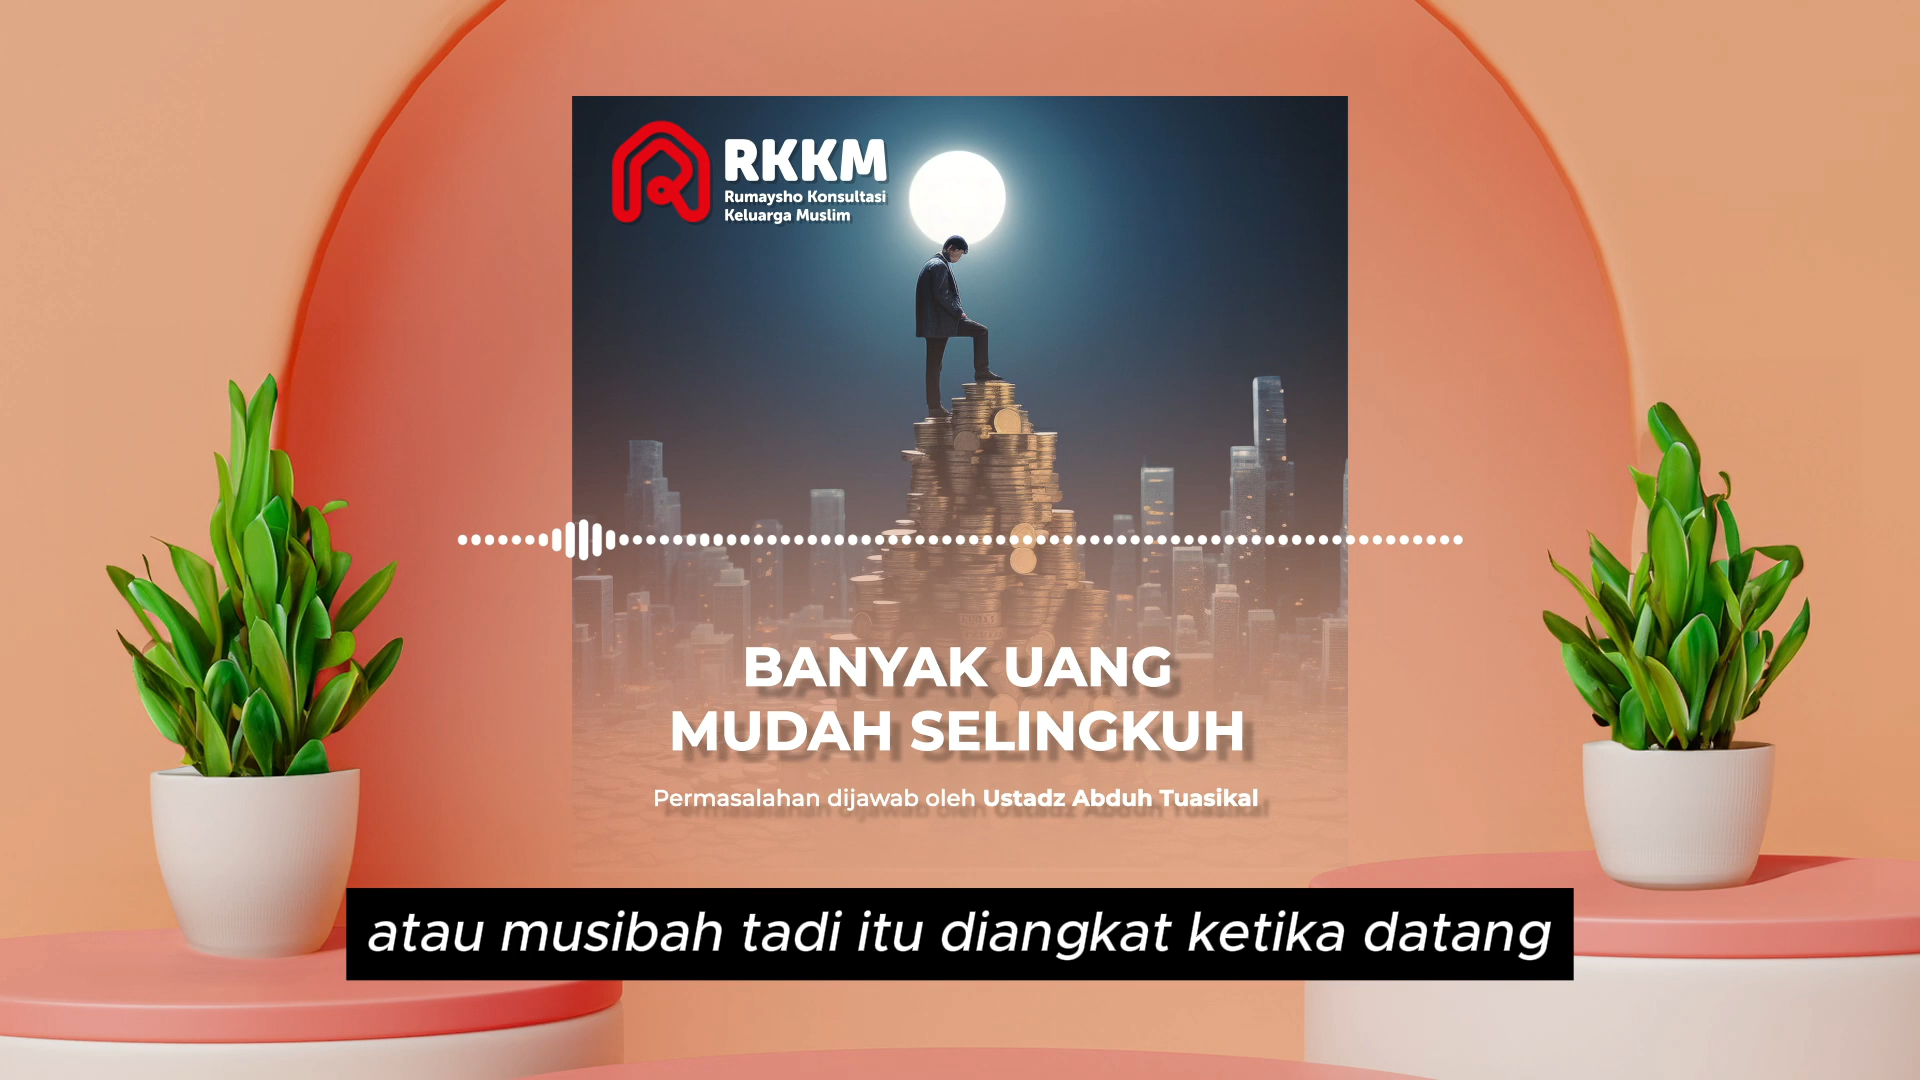 RKKM
Rumaysho Konsultasi
Keluarga Muslim
BANYAK UANG
MUDAH SELINGKUH
Permasalahan dijawab oleh Ustadz Abduh Tuasikal
atau musibah tadi itu diangkat ketika datang